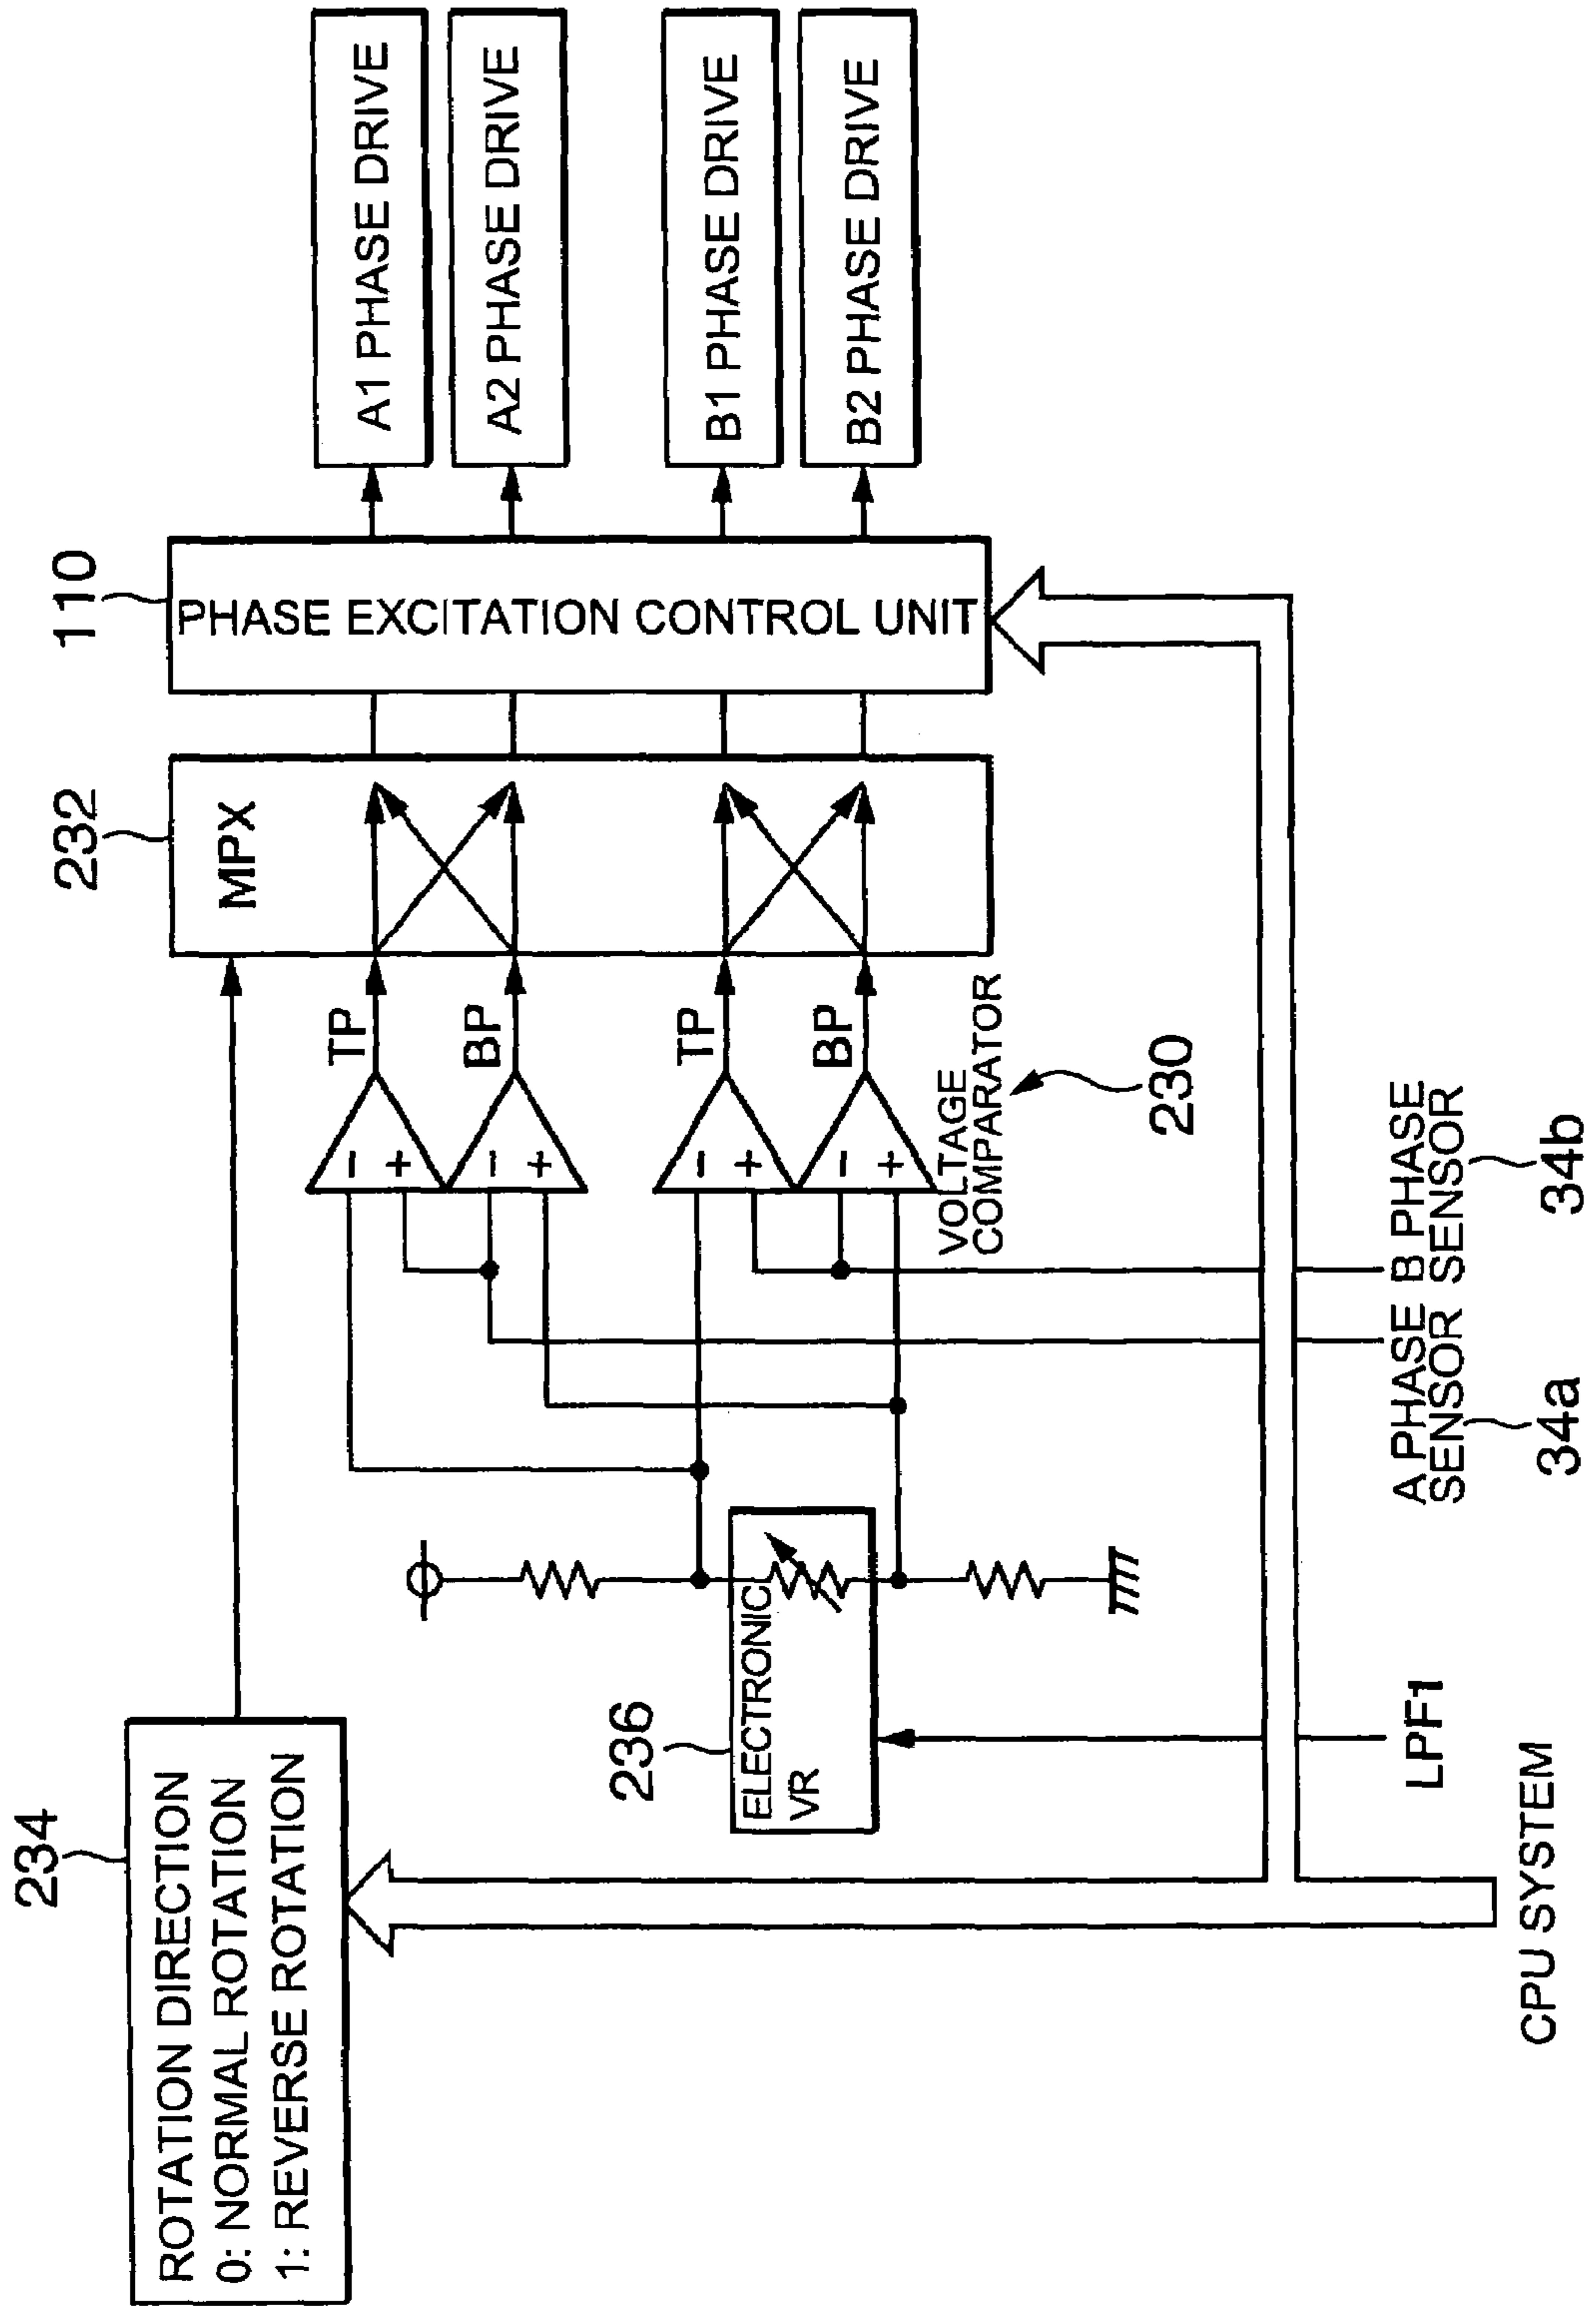 234
ROTATION DIRECTION
0: NORMAL ROTATION
1: REVERSE ROTATION
232
MPX
110
PHASE EXCITATION CONTROL UNIT
A1 PHASE DRIVE
A2 PHASE DRIVE
B1 PHASE DRIVE
B2 PHASE DRIVE
TP
BP
TP
BP
- +
- +
- +
- +
VOLTAGE
COMPARATOR
230
236
ELECTRONIC
VR
LPF1
A PHASE
SENSOR
34a
B PHASE
SENSOR
34b
CPU SYSTEM